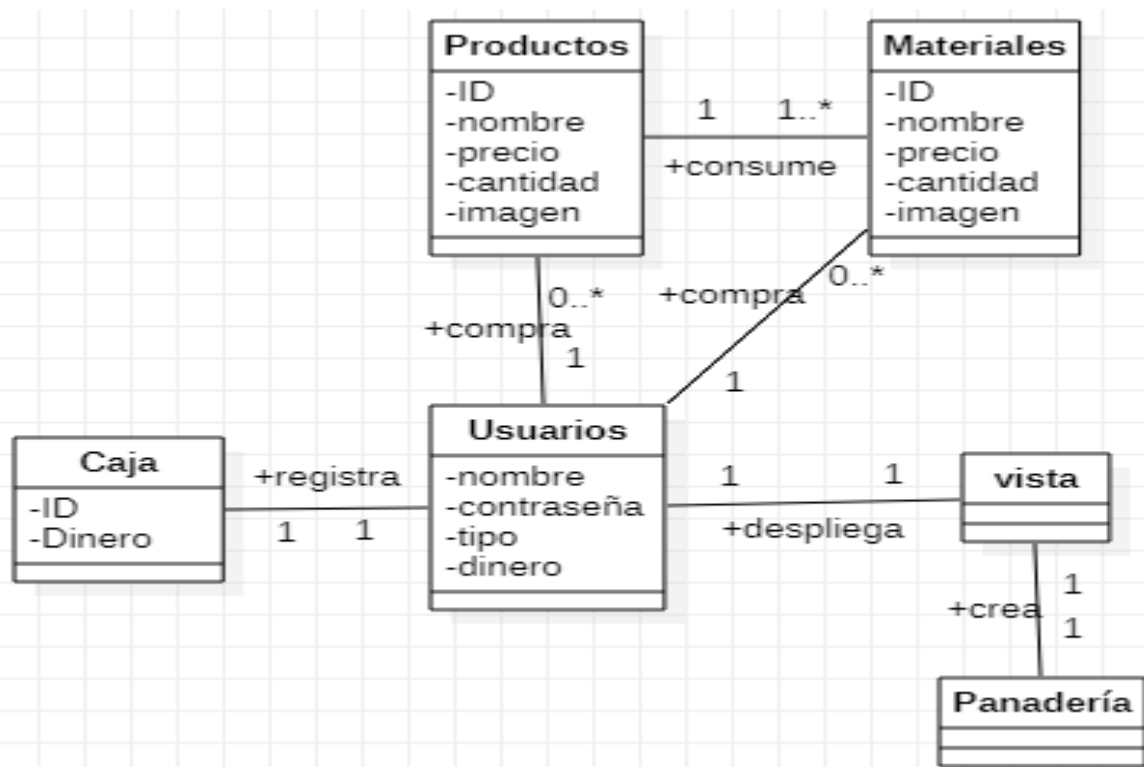 Productos
-ID
-nombre
-precio
-cantidad
-imagen
1 1..*
+consume
Materiales
-ID
-nombre
-precio
-cantidad
-imagen
0..*
+compra
1
+compra
0..*
1
Caja
-ID
-Dinero
+registra
1 1
Usuarios
-nombre
-contraseña
-tipo
-dinero
1 1
+despliega
vista
1
+crea
1
Panadería